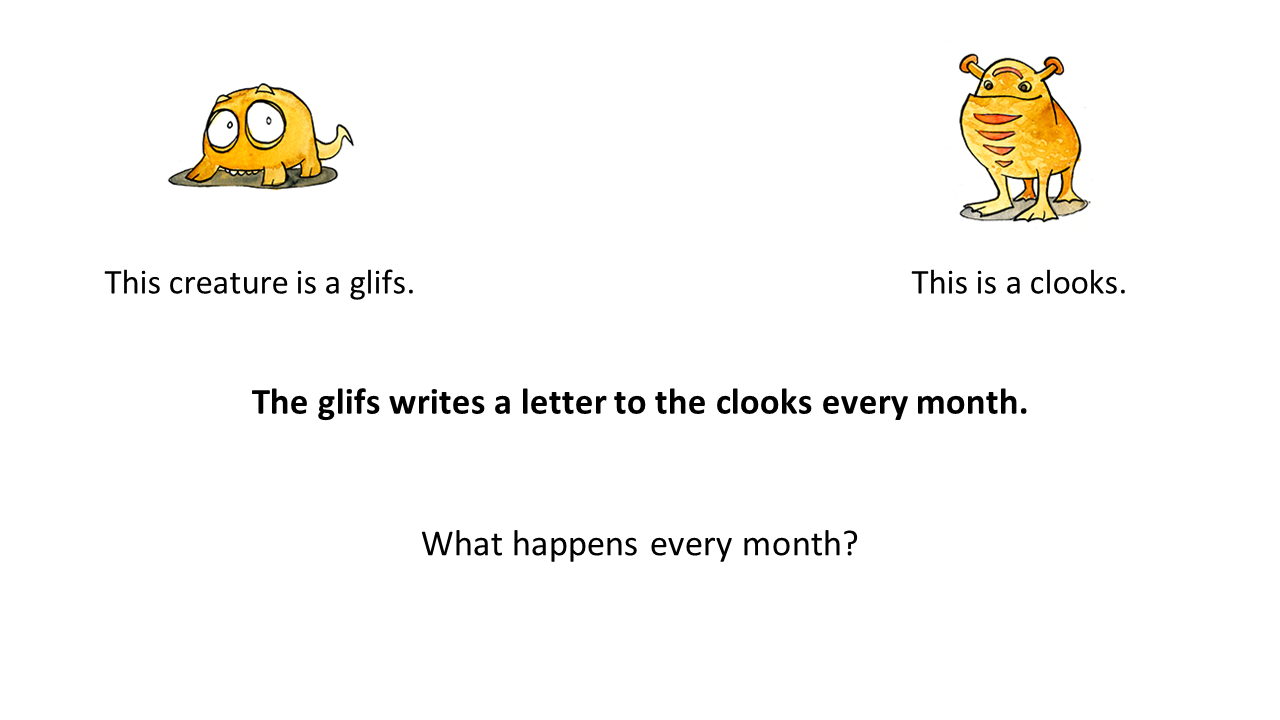 This creature is a glifs.
This is a clooks.
The glifs writes a letter to the clooks every month.
What happens every month?